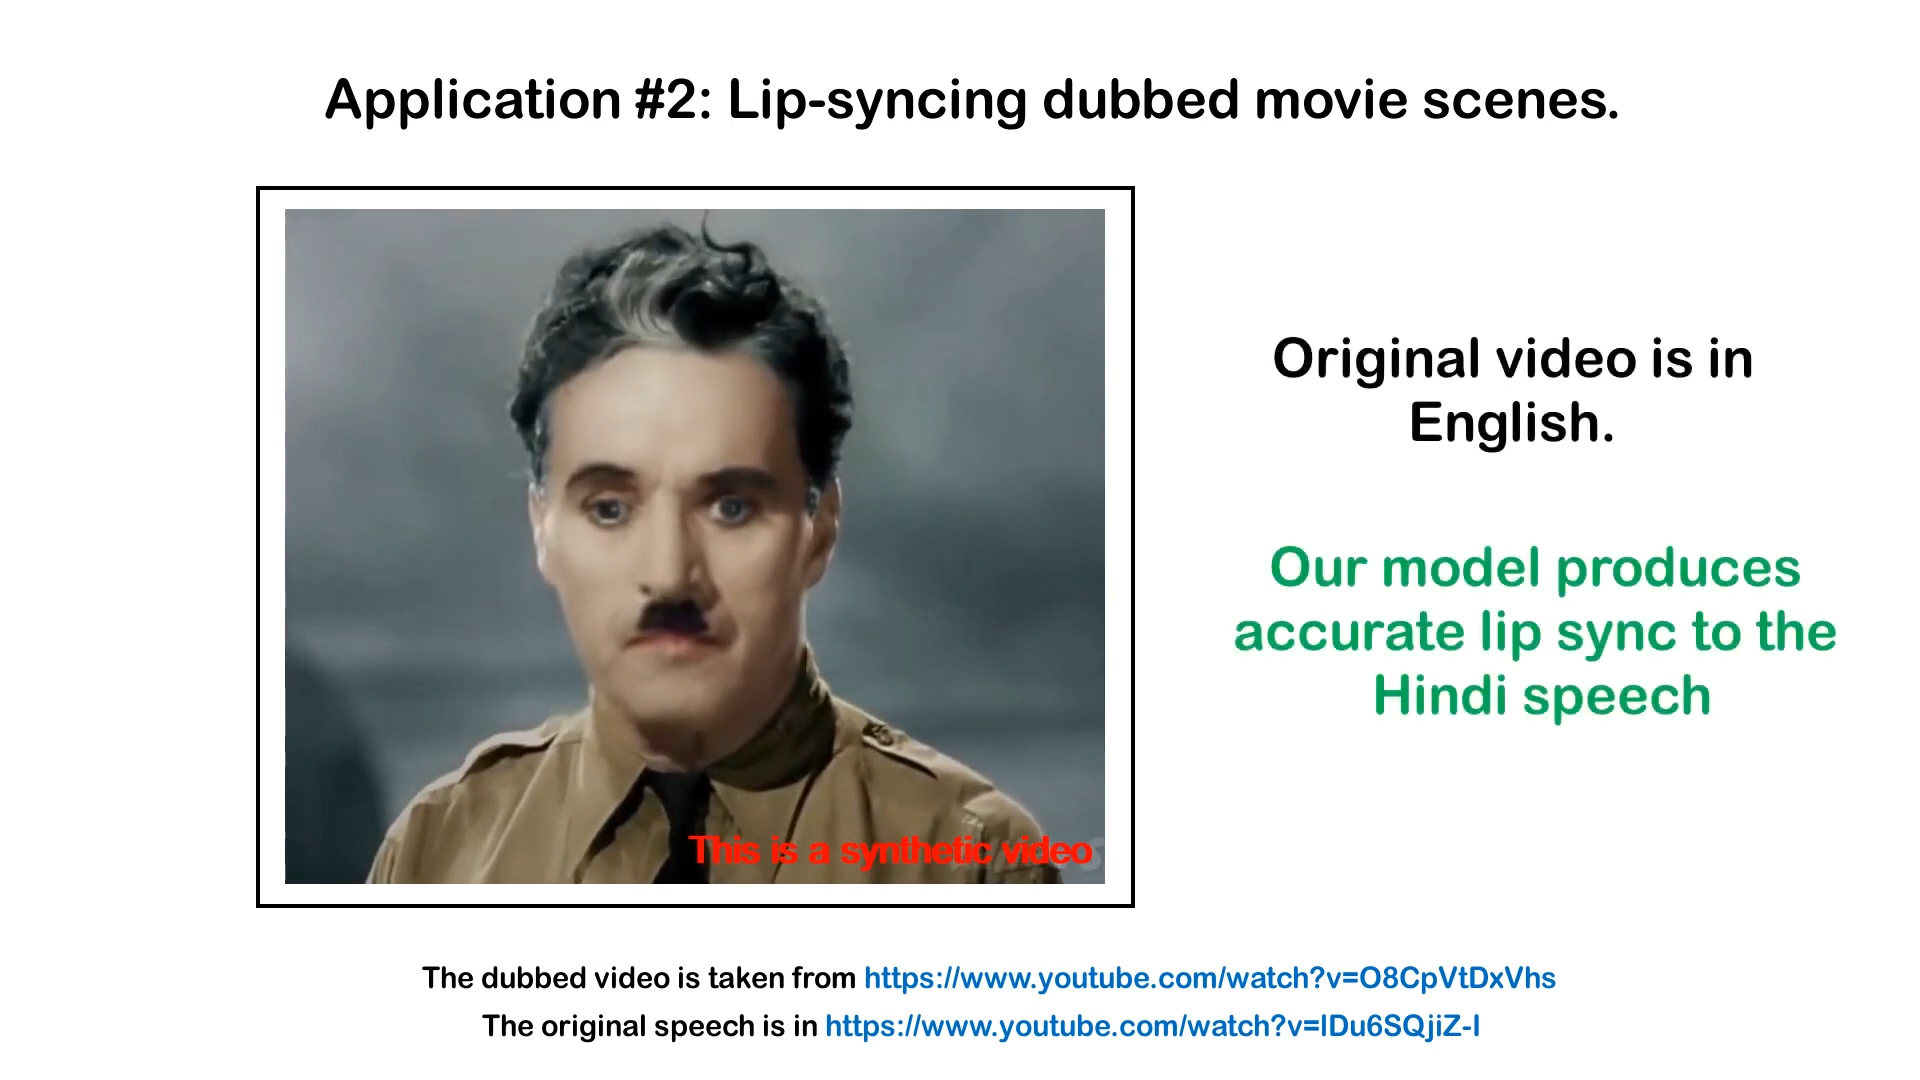 Application #2: Lip-syncing dubbed movie scenes.
Original video is in
English.
Our model produces
accurate lip sync to the
Hindi speech
This is a synthetic video
The dubbed video is taken from https://www.youtube.com/watch?v=O8CpVtDxVhs
The original speech is in https://www.youtube.com/watch?v=IDu6SQjiZ-I